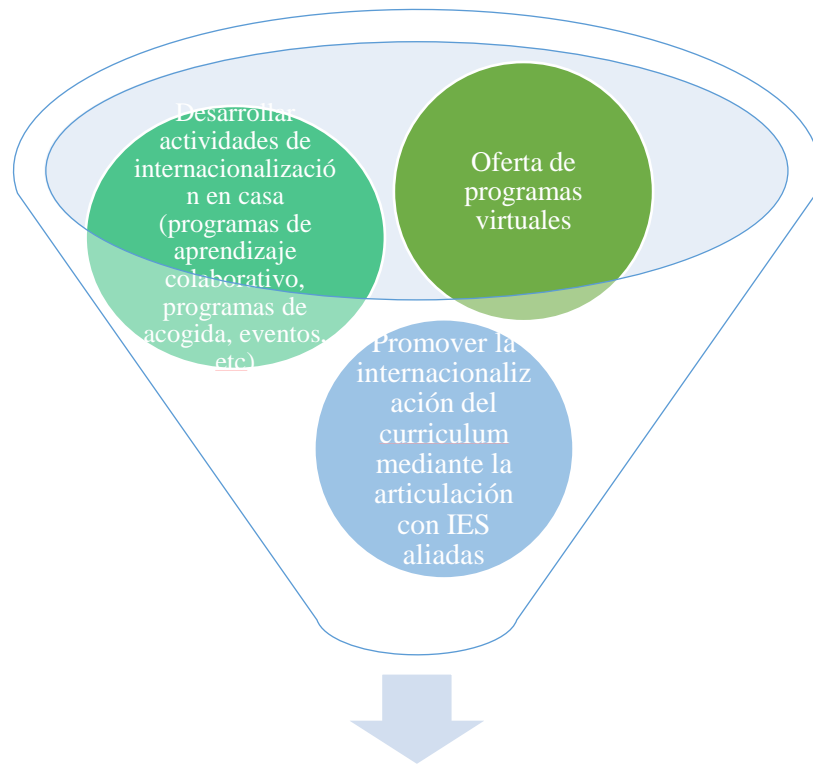 Desarrollar
actividades de
internacionalizació
n en casa
(programas de
aprendizaje
colaborativo,
programas de
acogida, eventos,
etc)
Oferta de
programas
virtuales
Promover la
internacionaliz
ación del
curriculum
mediante la
articulación
con IES
aliadas